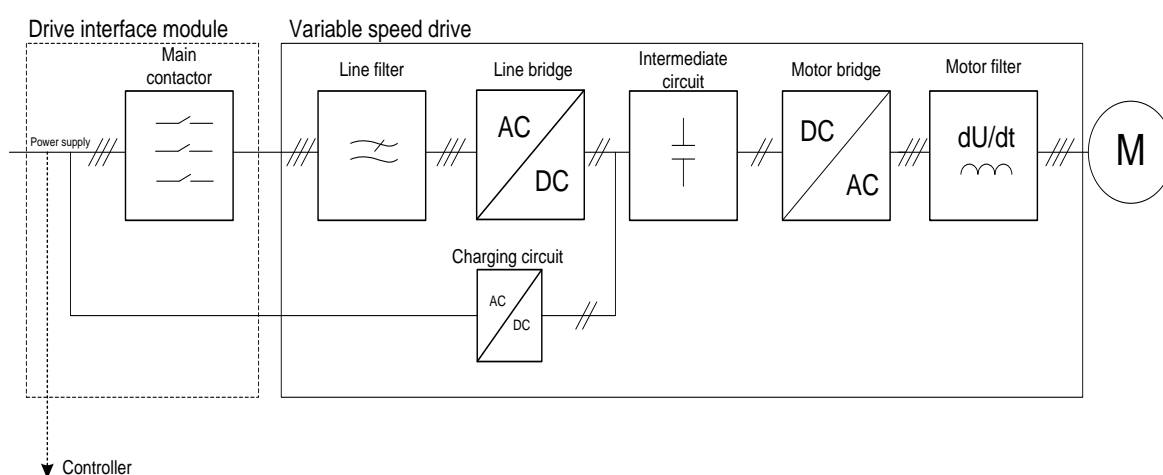 Drive interface module
Variable speed drive
Main
contactor
Line filter
Line bridge
Intermediate
circuit
Motor bridge
Motor filter
Power supply
AC
DC
DC
AC
dU/dt
M
Charging circuit
AC
DC
Controller